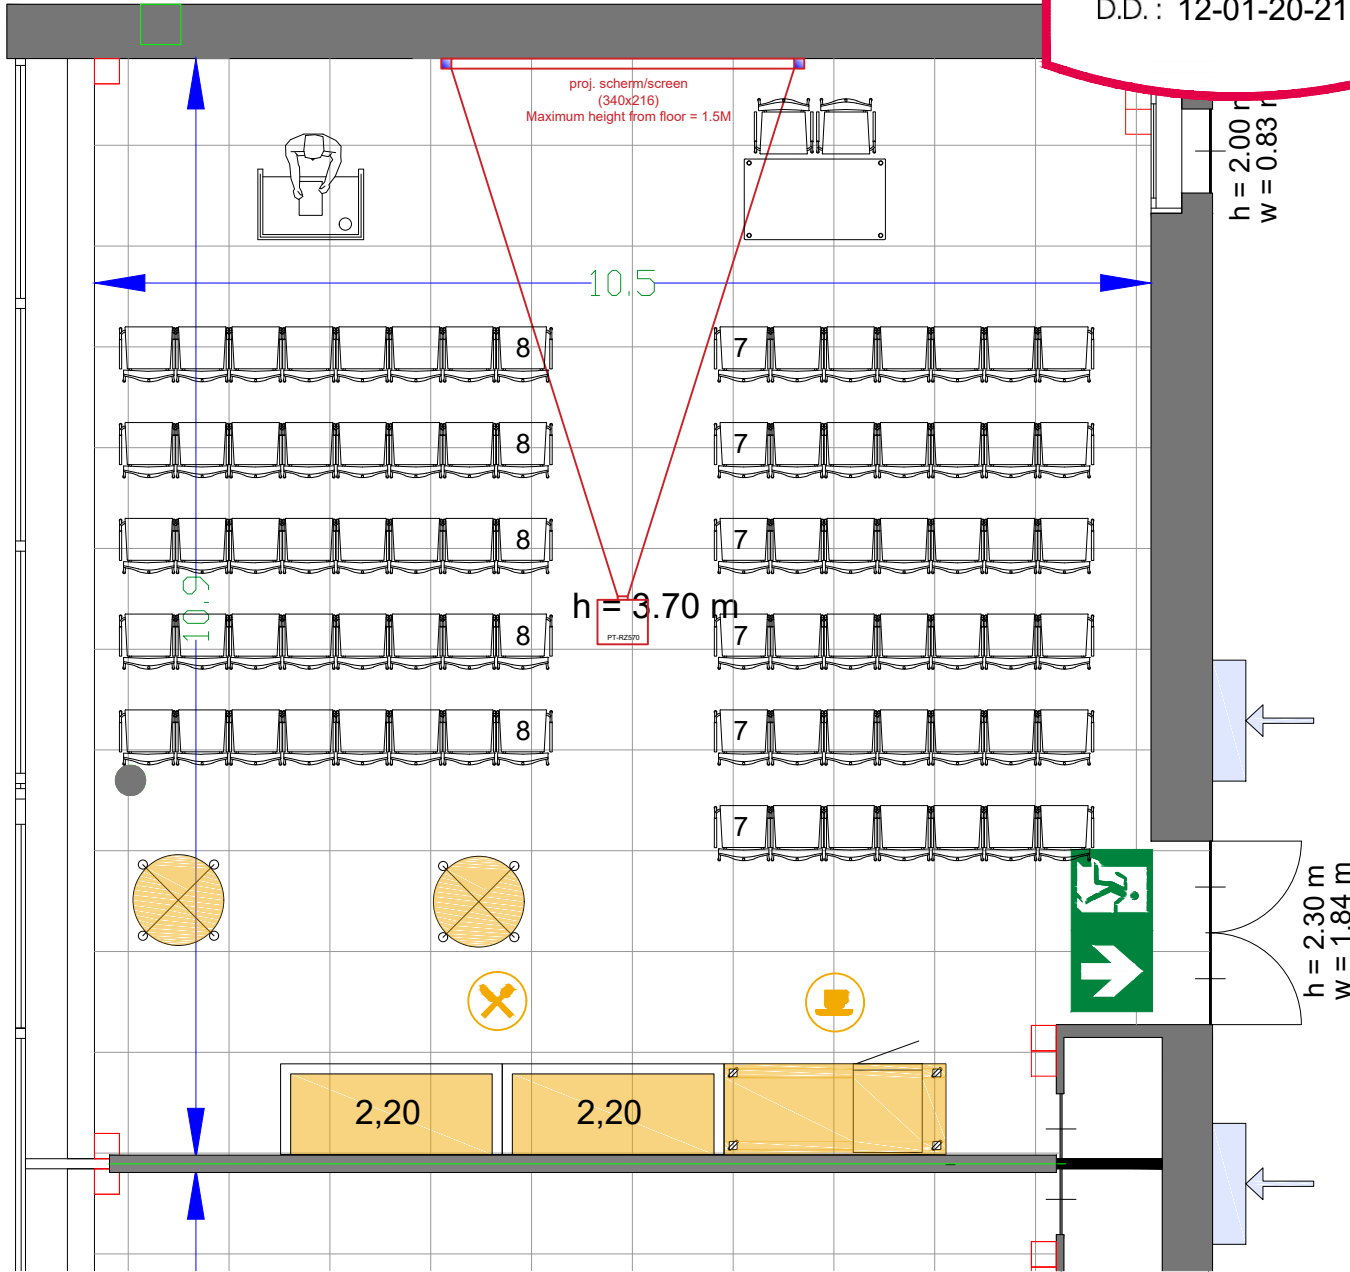 D.D. : 12-01-20-21
proj. scherm/screen
(340x216)
Maximum height from floor = 1.5M
h = 2.00
w = 0.83
10.5
8 7
8 7
8 7
10.9
h = 3.70 m
PT-RZ570
8 7
8 7
7
h = 2.30 m
w = 1.84 m
2,20 2,20